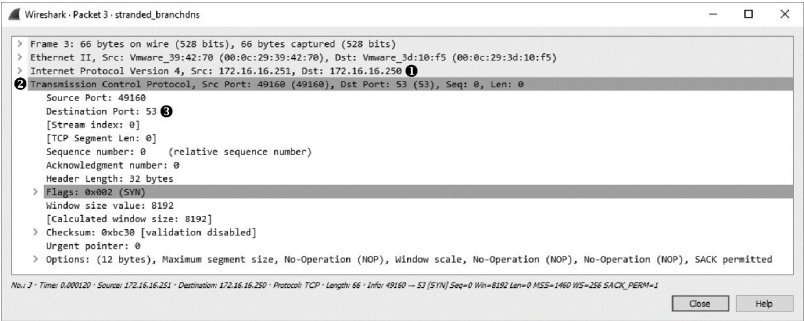 Wireshark · Packet 3 · stranded_branchdns
> Frame 3: 66 bytes on wire (528 bits), 66 bytes captured (528 bits)
> Ethernet II, Src: Vmware_39:42:70 (00:0c:29:39:42:70), Dst: Vmware_3d:10:f5 (00:0c:29:3d:10:f5)
> Internet Protocol Version 4, Src: 172.16.16.251, Dst: 172.16.16.250 ❶
❷ Transmission Control Protocol, Src Port: 49160 (49160), Dst Port: 53 (53), Seq: 0, Len: 0
Source Port: 49160
Destination Port: 53 ❸
[Stream index: 0]
[TCP Segment Len: 0]
Sequence number: 0 (relative sequence number)
Acknowledgment number: 0
Header Length: 32 bytes
> Flags: 0x002 (SYN)
Window size value: 8192
[Calculated window size: 8192]
> Checksum: 0xbc30 [validation disabled]
Urgent pointer: 0
> Options: (12 bytes), Maximum segment size, No-Operation (NOP), Window scale, No-Operation (NOP), No-Operation (NOP), SACK permitted
No.: 3 · Time: 0.000120 · Source: 172.16.16.251 · Destination: 172.16.16.250 · Protocol: TCP · Length: 66 · Info: 49160 → 53 [SYN] Seq=0 Win=8192 Len=0 MSS=1460 WS=256 SACK_PERM=1
Close Help